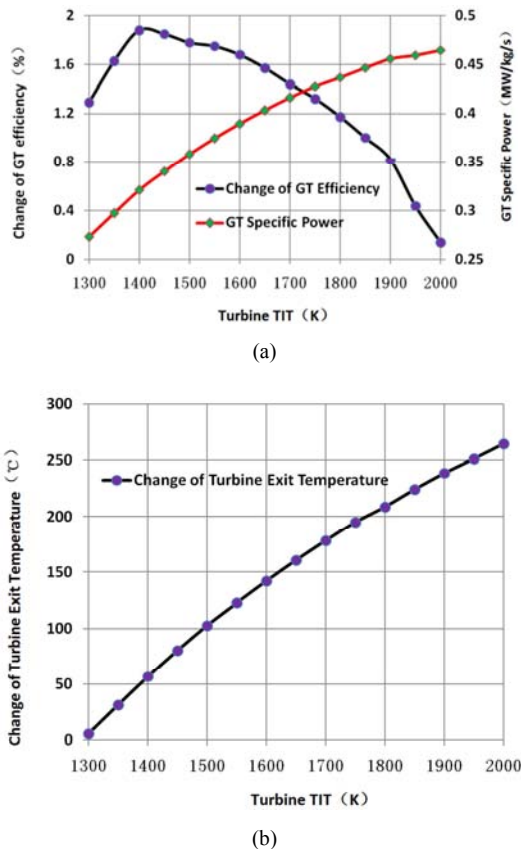 2
1.6
1.2
0.8
0.4
0
Change of GT efficiency (%)
0.5
0.45
0.4
0.35
0.3
0.25
GT Specific Power (MW/kg/s)
Change of GT Efficiency
GT Specific Power
1300 1400 1500 1600 1700 1800 1900 2000
Turbine TIT (K)
(a)
300
250
200
150
100
50
0
Change of Turbine Exit Temperature (℃)
Change of Turbine Exit Temperature
1300 1400 1500 1600 1700 1800 1900 2000
Turbine TIT (K)
(b)